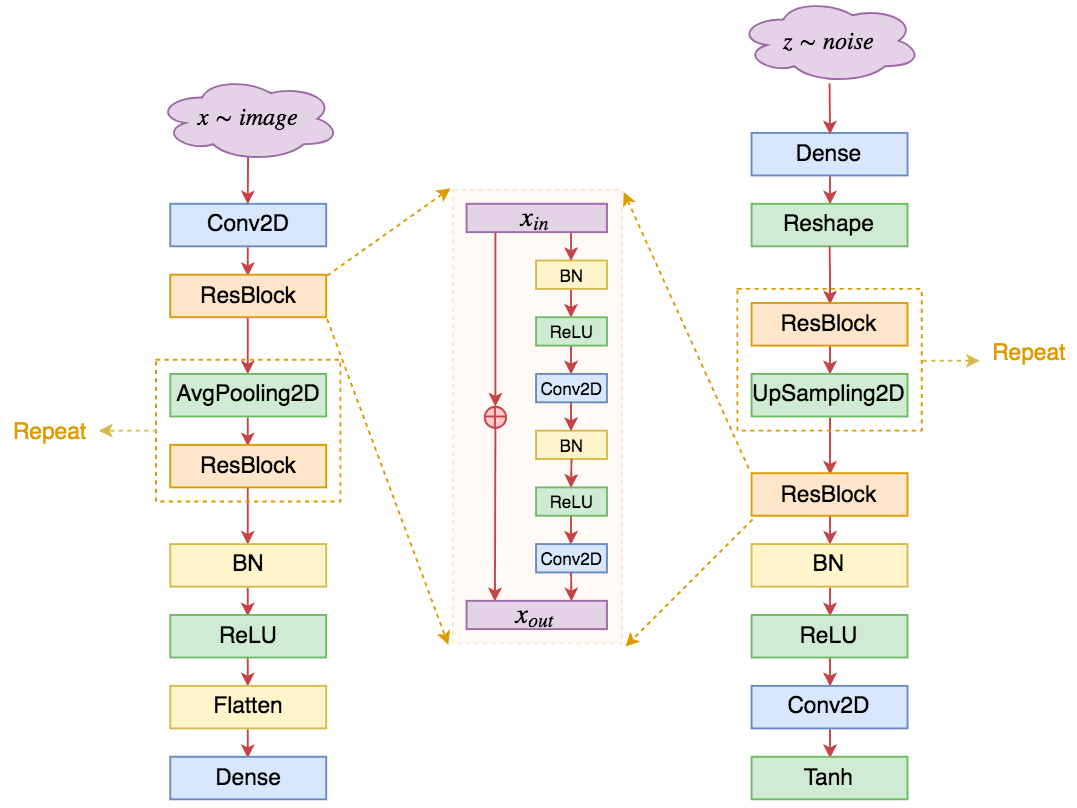 x ~ image
Conv2D
ResBlock
AvgPooling2D
ResBlock
Repeat
BN
ReLU
Flatten
Dense
x_in
BN
ReLU
Conv2D
BN
ReLU
Conv2D
x_out
z ~ noise
Dense
Reshape
ResBlock
UpSampling2D
Repeat
ResBlock
BN
ReLU
Conv2D
Tanh